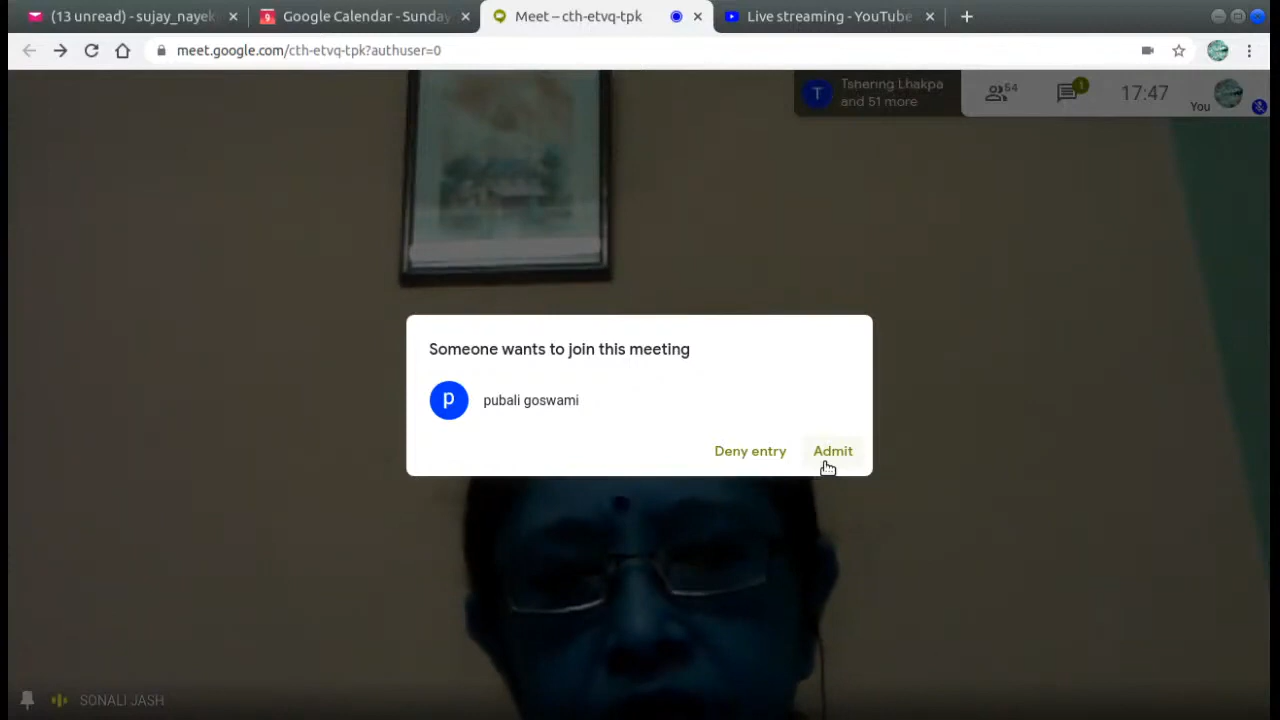 (13 unread) - sujay_nayek
Google Calendar - Sunday
Meet – cth-etvq-tpk
Live streaming - YouTube
meet.google.com/cth-etvq-tpk?authuser=0
T
Tshering Lhakpa
and 51 more
54
1
17:47
You
Someone wants to join this meeting
p
pubali goswami
Deny entry
Admit
SONALI JASH